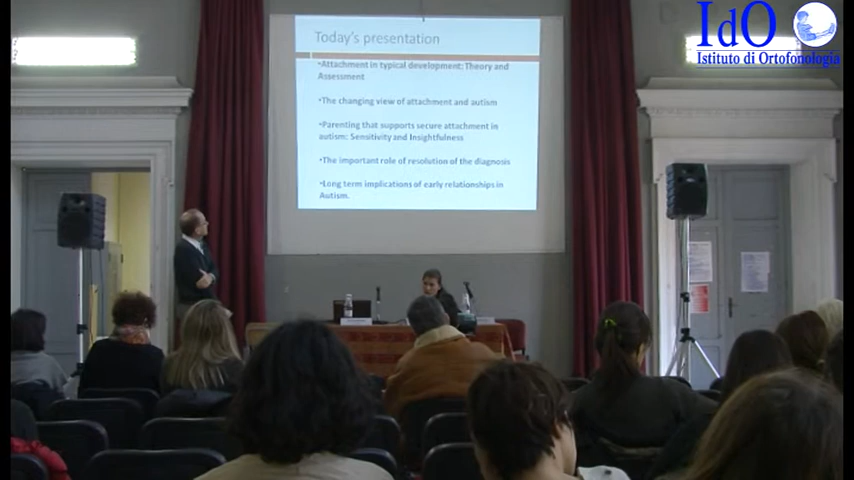 IdO
Istituto di Ortofonologia
Today's presentation
•Attachment in typical development: Theory and
Assessment
•The changing view of attachment and autism
•Parenting that supports secure attachment in
autism: Sensitivity and Insightfulness
•The important role of resolution of the diagnosis
•Long term implications of early relationships in
Autism.